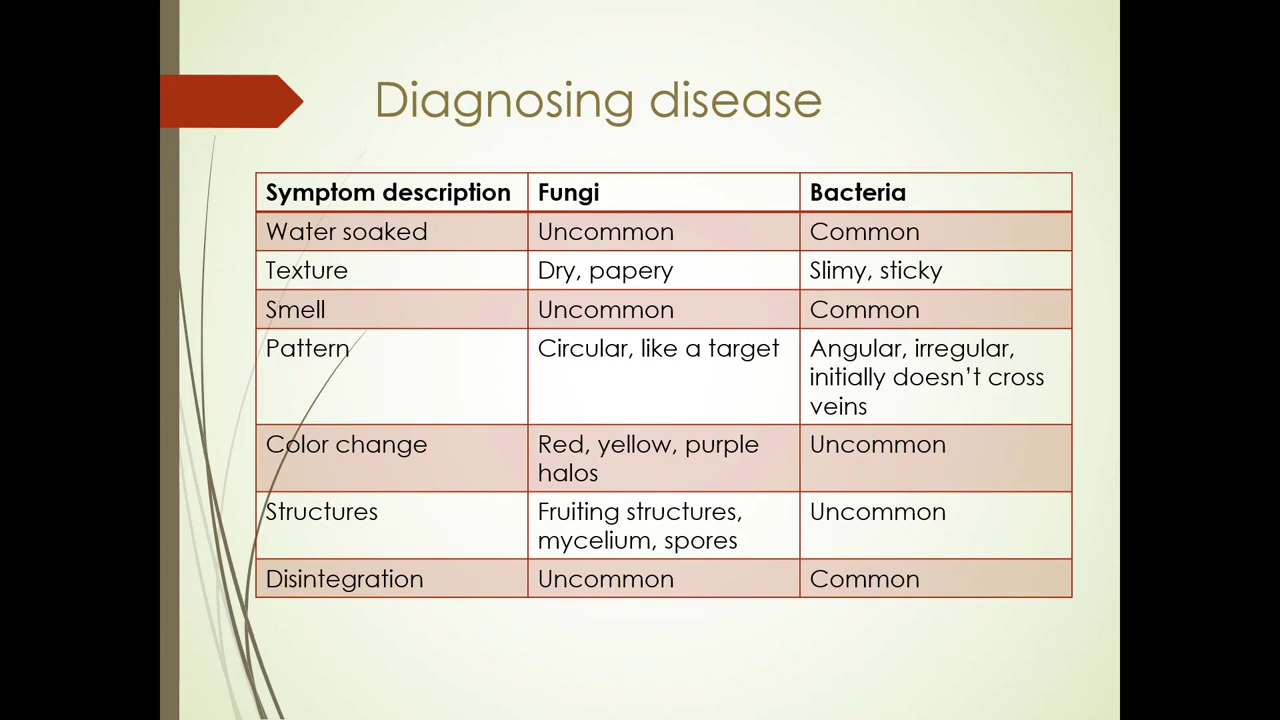 Diagnosing disease
Symptom description Fungi Bacteria
Water soaked Uncommon Common
Texture Dry, papery Slimy, sticky
Smell Uncommon Common
Pattern Circular, like a target Angular, irregular,
initially doesn’t cross
veins
Color change Red, yellow, purple Uncommon
halos
Structures Fruiting structures, Uncommon
mycelium, spores
Disintegration Uncommon Common